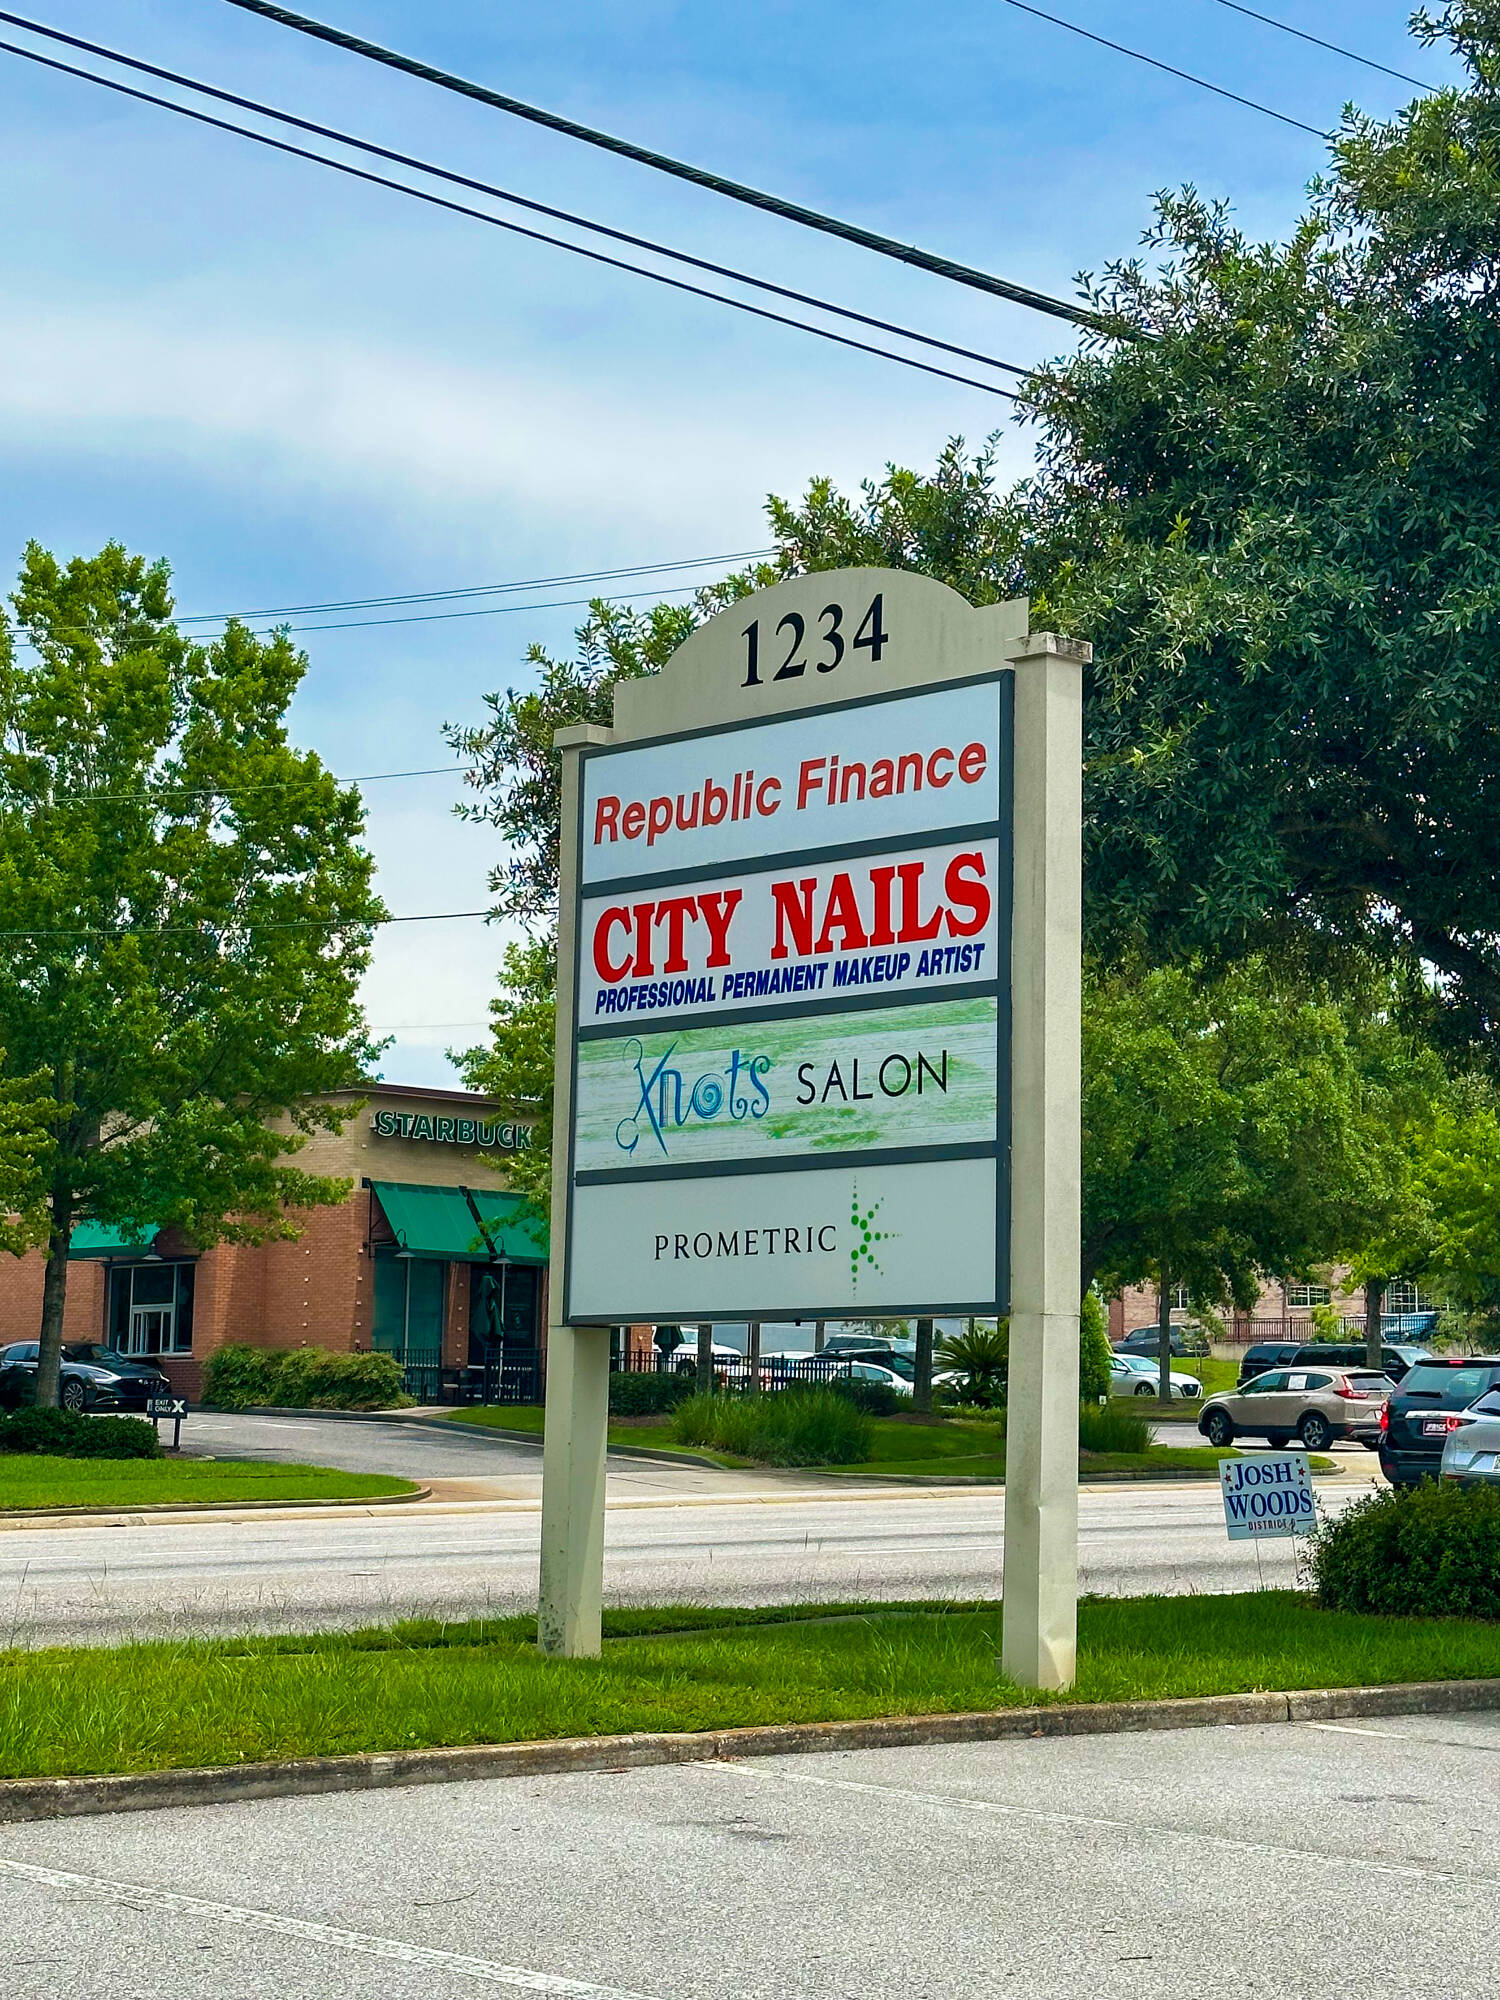 1234
Republic Finance
CITY NAILS
PROFESSIONAL PERMANENT MAKEUP ARTIST
Knots SALON
PROMETRIC
STARBUCK
EXIT ONLY X
JOSH
WOODS
DISTRICT